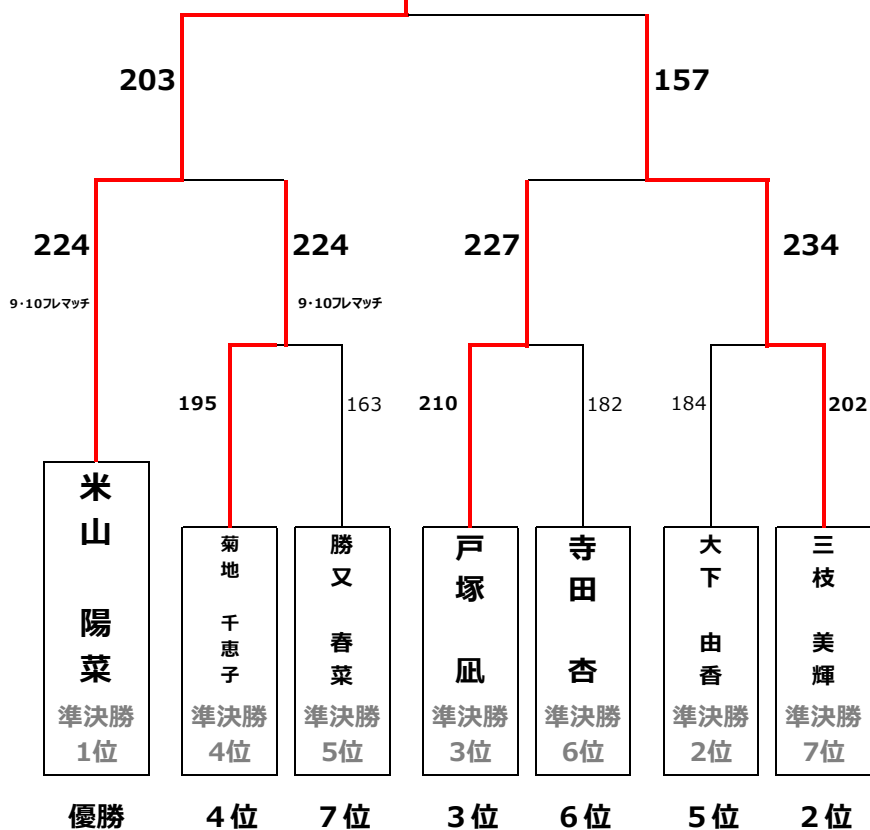 203
157
224
224
227
234
9・10フレマッチ
9・10フレマッチ
195
163
210
182
184
202
米山 陽菜
準決勝
1位
菊地 千恵子
準決勝
4位
勝又 春菜
準決勝
5位
戸塚 凪
準決勝
3位
寺田 杏
準決勝
6位
大下 由香
準決勝
2位
三枝 美輝
準決勝
7位
優勝
4位
7位
3位
6位
5位
2位